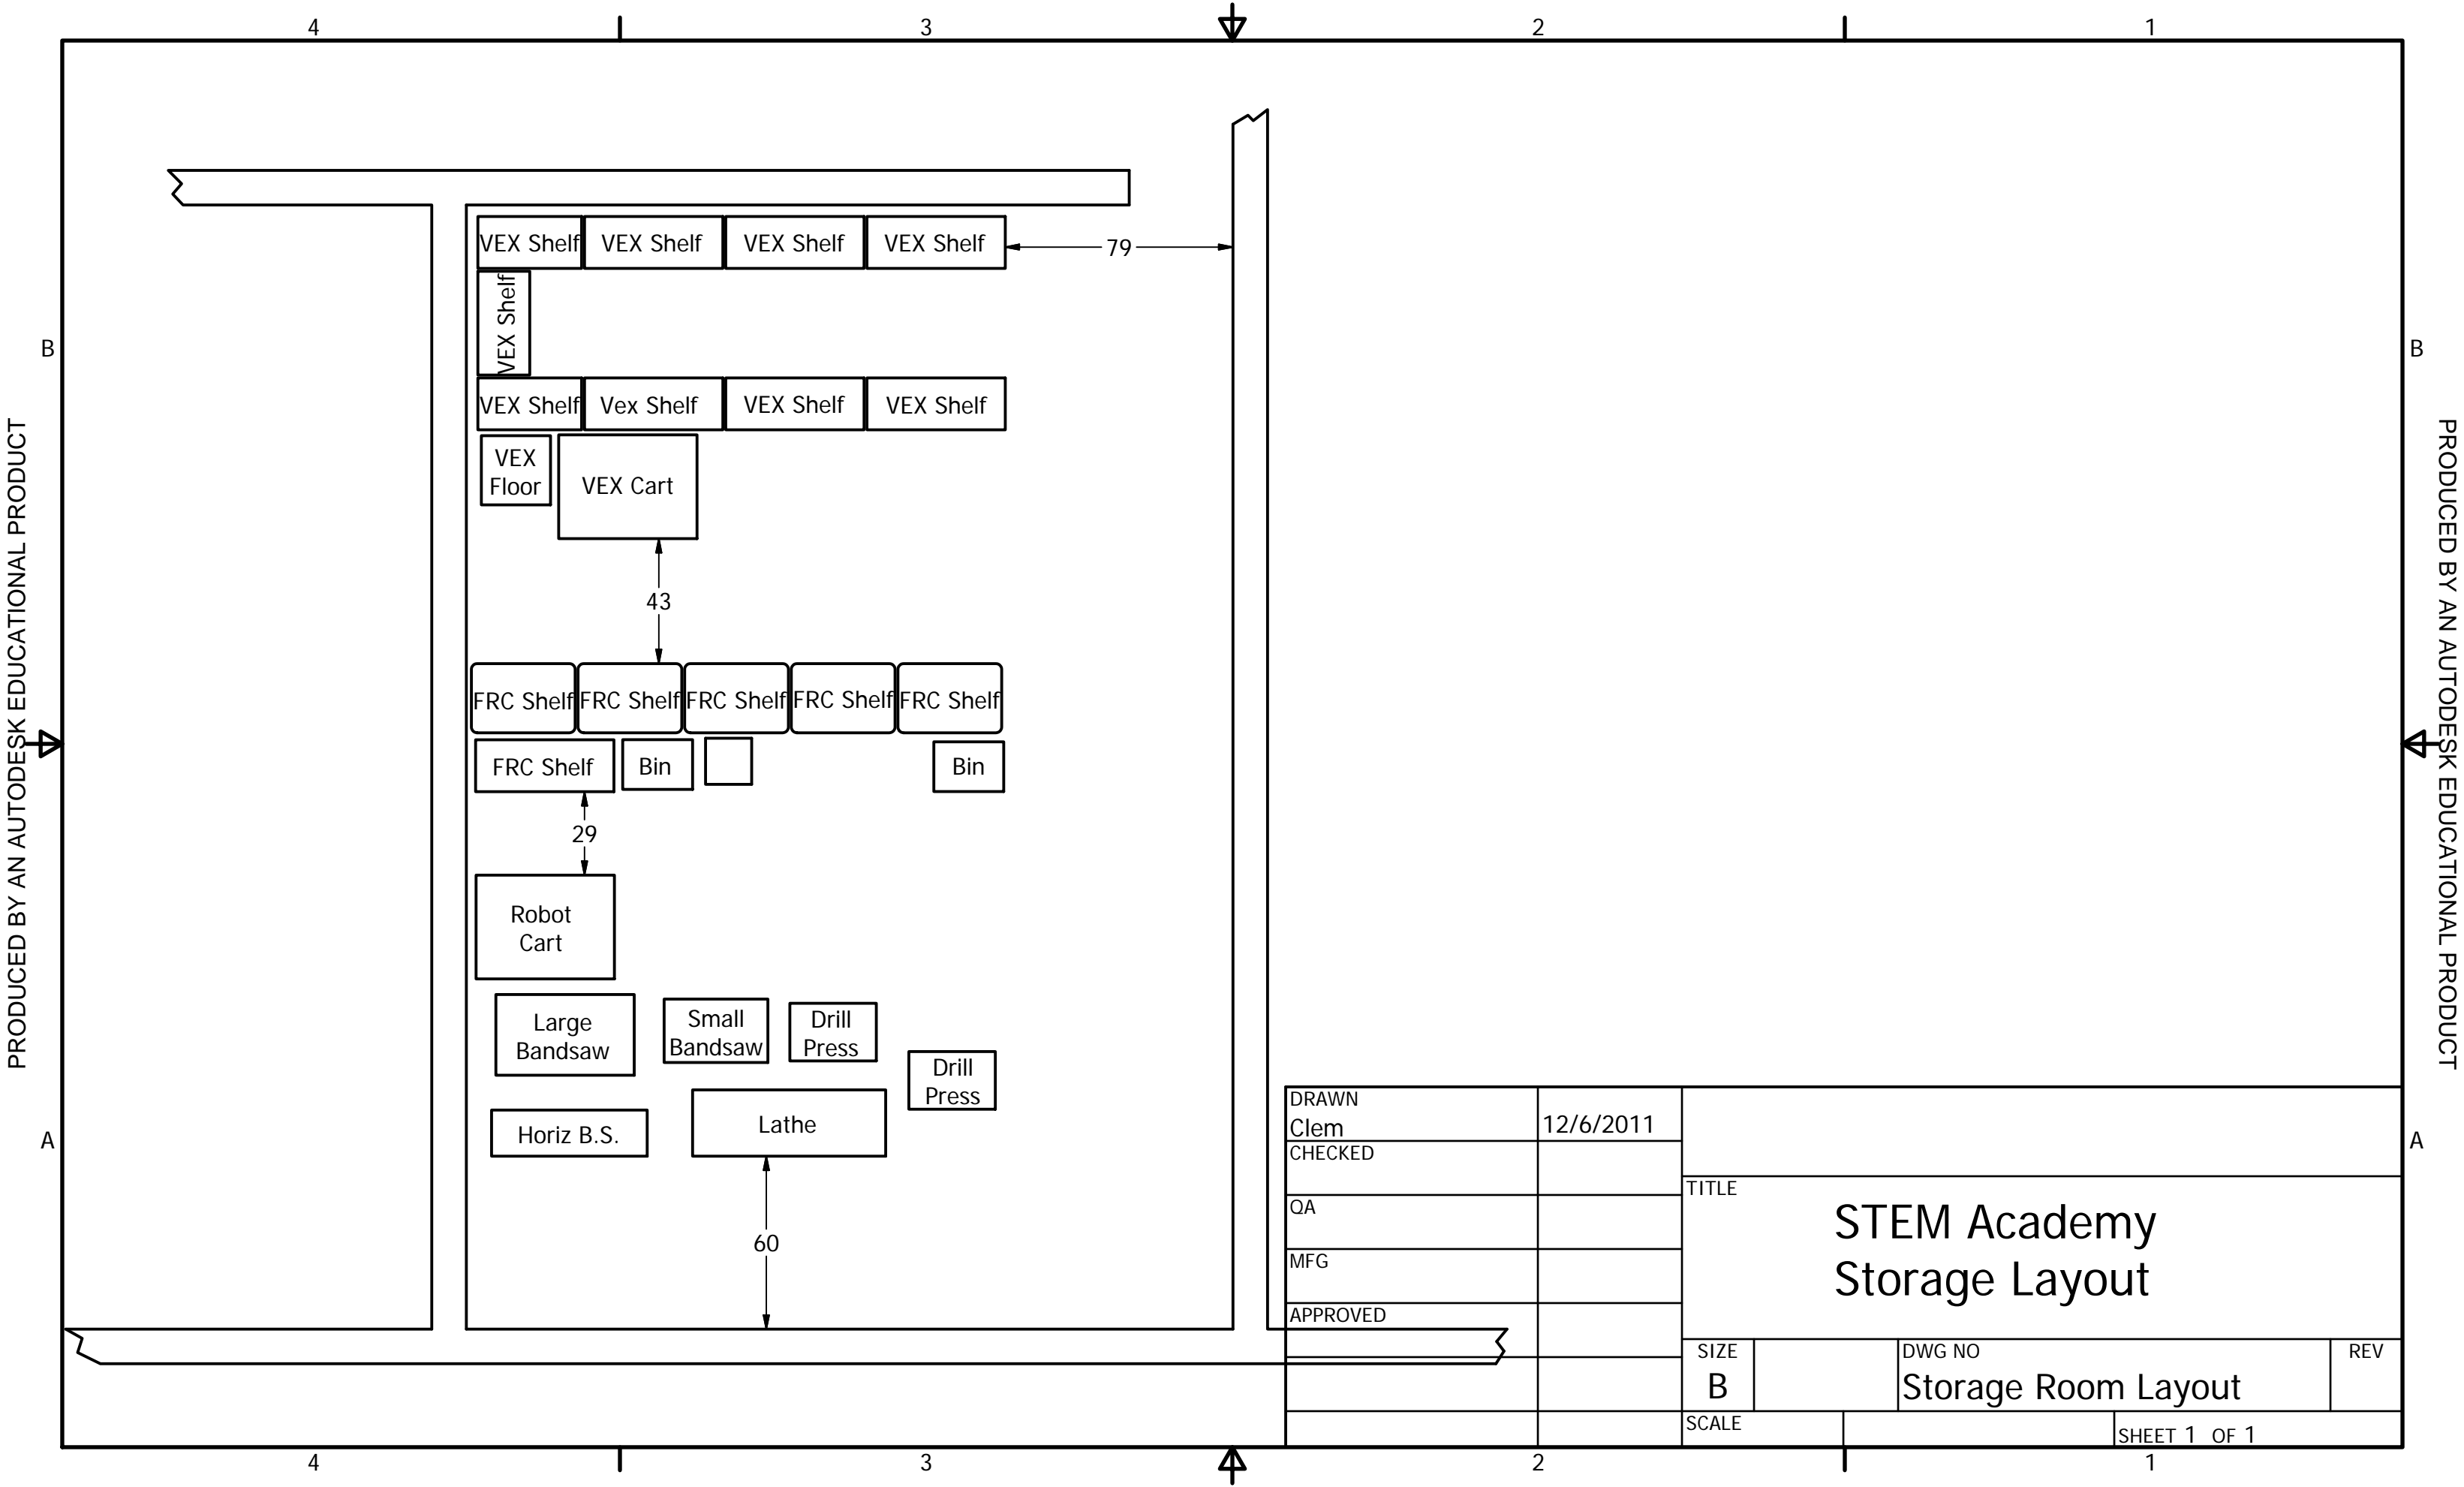 4 3 2 1
VEX Shelf VEX Shelf VEX Shelf VEX Shelf
79
VEX Shelf
B B
VEX Shelf Vex Shelf VEX Shelf VEX Shelf
VEX
Floor
VEX Cart
43
FRC Shelf FRC Shelf FRC Shelf FRC Shelf FRC Shelf
FRC Shelf Bin Bin
29
Robot
Cart
Large
Bandsaw
Small
Bandsaw
Drill
Press
Drill
Press
Lathe
Horiz B.S.
60
A A
PRODUCED BY AN AUTODESK EDUCATIONAL PRODUCT
PRODUCED BY AN AUTODESK EDUCATIONAL PRODUCT
DRAWN
Clem 12/6/2011
CHECKED
QA
MFG
APPROVED
TITLE
STEM Academy
Storage Layout
SIZE
B
DWG NO
Storage Room Layout
REV
SCALE
SHEET 1 OF 1
4 3 2 1